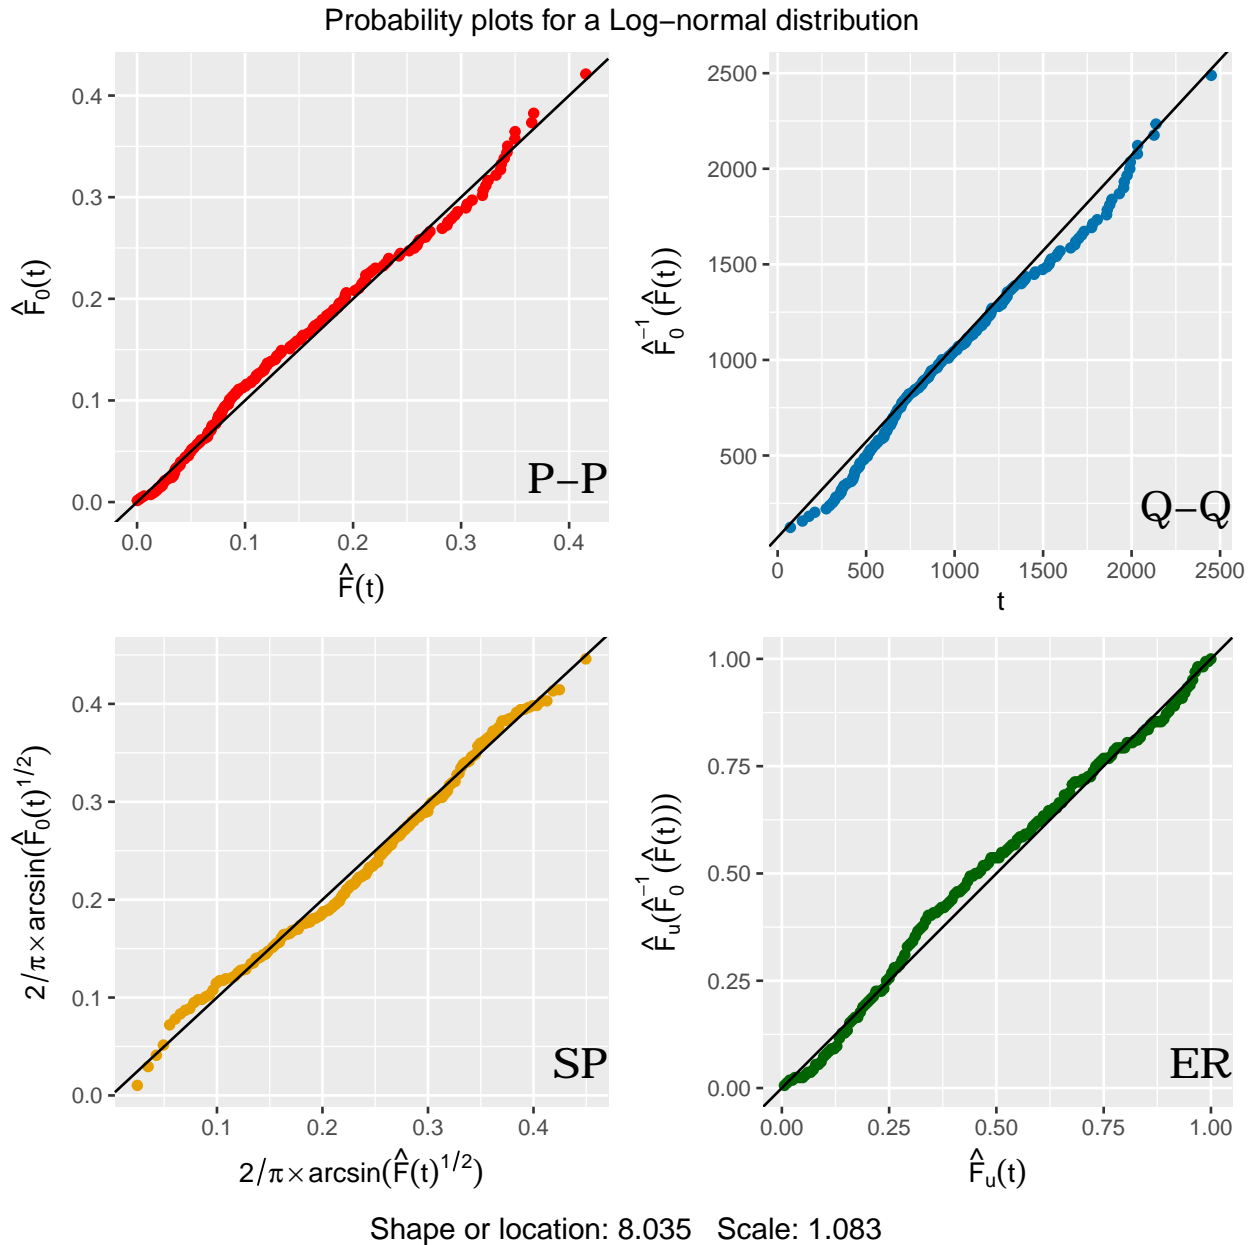 Probability plots for a Log−normal distribution
0.4
0.3
0.2
0.1
0.0
F̂₀(t)
P−P
0.0 0.1 0.2 0.3 0.4
F̂(t)
2500
2000
1500
1000
500
F̂₀⁻¹(F̂(t))
Q−Q
0 500 1000 1500 2000 2500
t
0.4
0.3
0.2
0.1
0.0
2/π×arcsin(F̂₀(t)^1/2)
SP
0.1 0.2 0.3 0.4
2/π×arcsin(F̂(t)^1/2)
1.00
0.75
0.50
0.25
0.00
F̂ᵤ(F̂₀⁻¹(F̂(t)))
ER
0.00 0.25 0.50 0.75 1.00
F̂ᵤ(t)
Shape or location: 8.035 Scale: 1.083